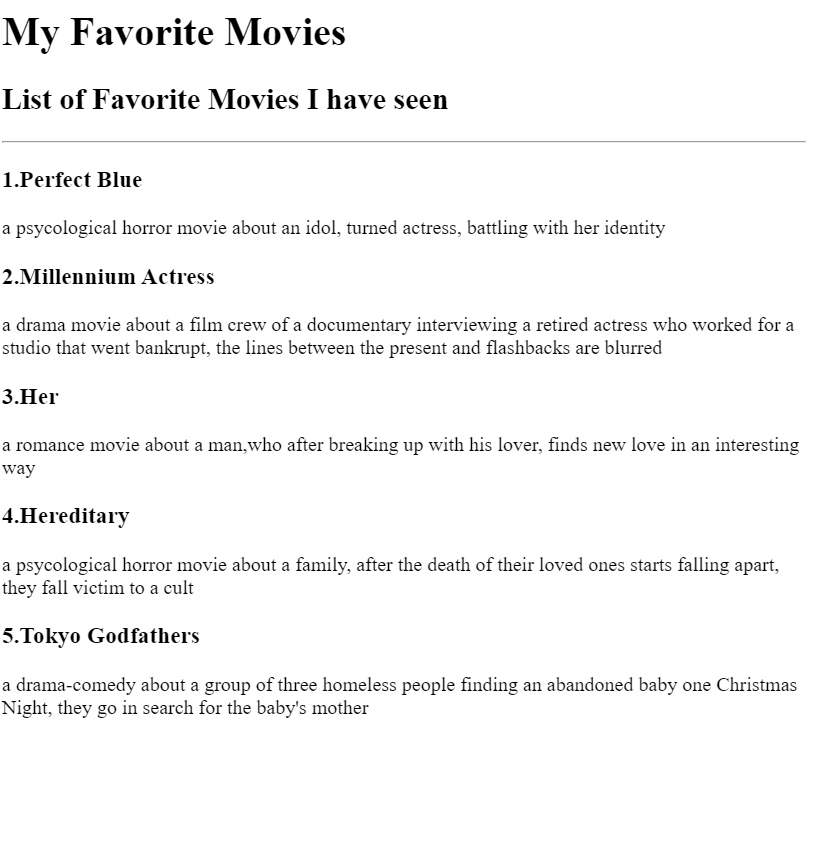 My Favorite Movies
List of Favorite Movies I have seen
1.Perfect Blue
a psycological horror movie about an idol, turned actress, battling with her identity
2.Millennium Actress
a drama movie about a film crew of a documentary interviewing a retired actress who worked for a
studio that went bankrupt, the lines between the present and flashbacks are blurred
3.Her
a romance movie about a man,who after breaking up with his lover, finds new love in an interesting
way
4.Hereditary
a psycological horror movie about a family, after the death of their loved ones starts falling apart,
they fall victim to a cult
5.Tokyo Godfathers
a drama-comedy about a group of three homeless people finding an abandoned baby one Christmas
Night, they go in search for the baby's mother